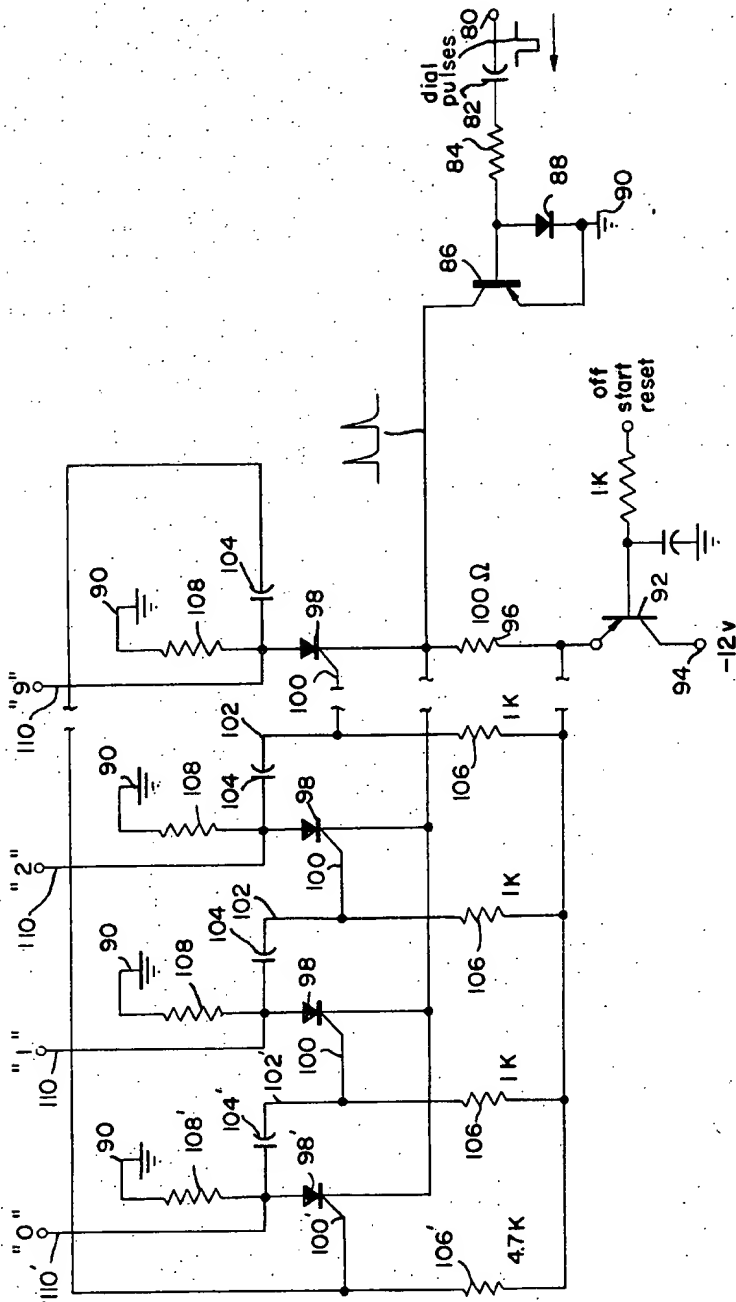 110' "0" 110 "1" 110 "2" 110 "9"
90 90 90 90
108' 108 108 108
104' 104 104 104
102' 102 102
98' 98 98 98
100' 100 100 100
106' 106 106 106
4.7K 1K 1K 1K
100 Ω
96
dial
pulses
80
82
84
86
88
90
off
start
reset
1K
92
94
-12v